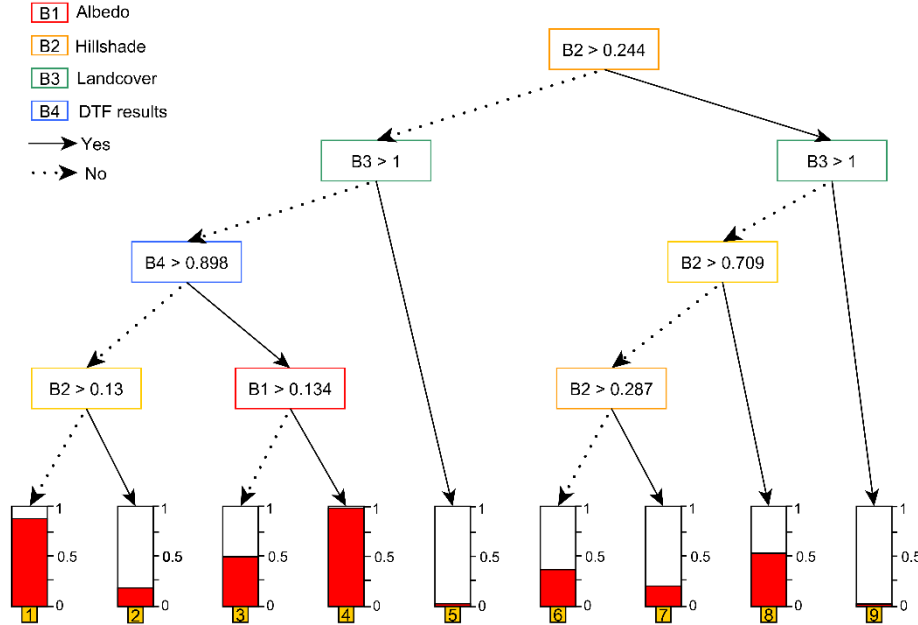 B1 Albedo
B2 Hillshade
B3 Landcover
B4 DTF results
Yes
No
B2 > 0.244
B3 > 1
B3 > 1
B4 > 0.898
B2 > 0.709
B2 > 0.13
B1 > 0.134
B2 > 0.287
1 1 1 1 1 1 1 1 1
0.5 0.5 0.5 0.5 0.5 0.5 0.5 0.5 0.5
0 0 0 0 0 0 0 0 0
1 2 3 4 5 6 7 8 9